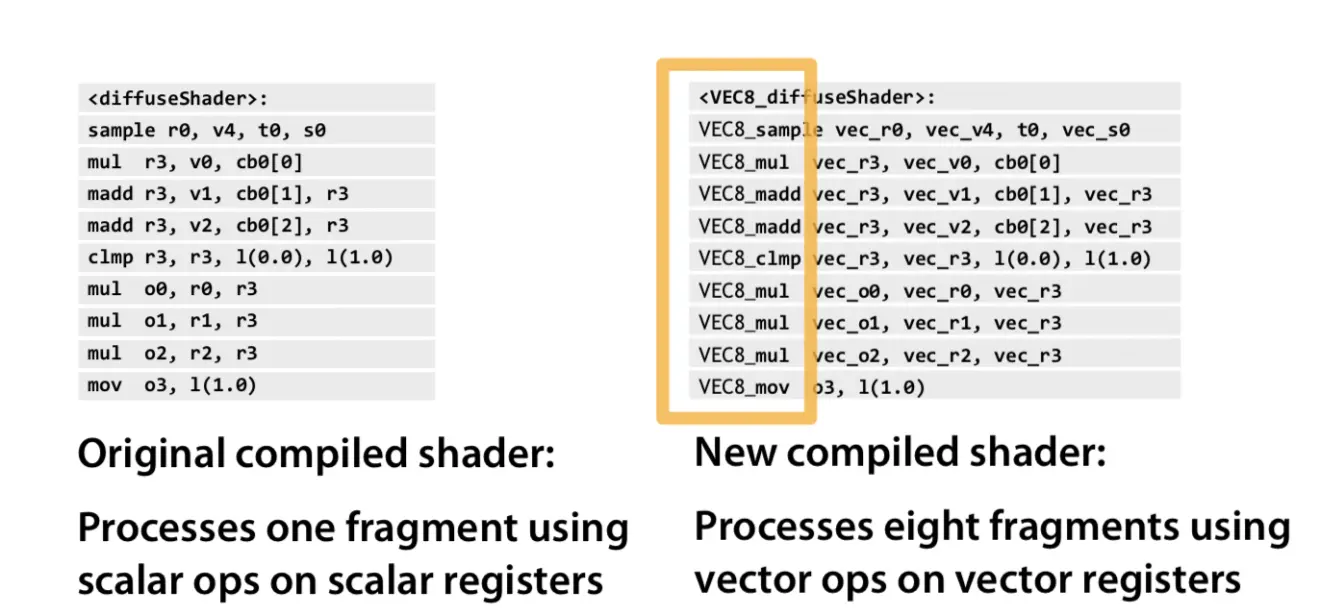 <diffuseShader>:
sample r0, v4, t0, s0
mul  r3, v0, cb0[0]
madd r3, v1, cb0[1], r3
madd r3, v2, cb0[2], r3
clmp r3, r3, l(0.0), l(1.0)
mul  o0, r0, r3
mul  o1, r1, r3
mul  o2, r2, r3
mov  o3, l(1.0)
Original compiled shader:
Processes one fragment using
scalar ops on scalar registers
<VEC8_diffuseShader>:
VEC8_sample vec_r0, vec_v4, t0, vec_s0
VEC8_mul  vec_r3, vec_v0, cb0[0]
VEC8_madd vec_r3, vec_v1, cb0[1], vec_r3
VEC8_madd vec_r3, vec_v2, cb0[2], vec_r3
VEC8_clmp vec_r3, vec_r3, l(0.0), l(1.0)
VEC8_mul  vec_o0, vec_r0, vec_r3
VEC8_mul  vec_o1, vec_r1, vec_r3
VEC8_mul  vec_o2, vec_r2, vec_r3
VEC8_mov  o3, l(1.0)
New compiled shader:
Processes eight fragments using
vector ops on vector registers